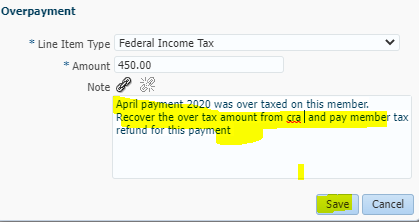 Overpayment
* Line Item Type Federal Income Tax
* Amount 450.00
Note
April payment 2020 was over taxed on this member.
Recover the over tax amount from cra and pay member tax
refund for this payment
Save Cancel